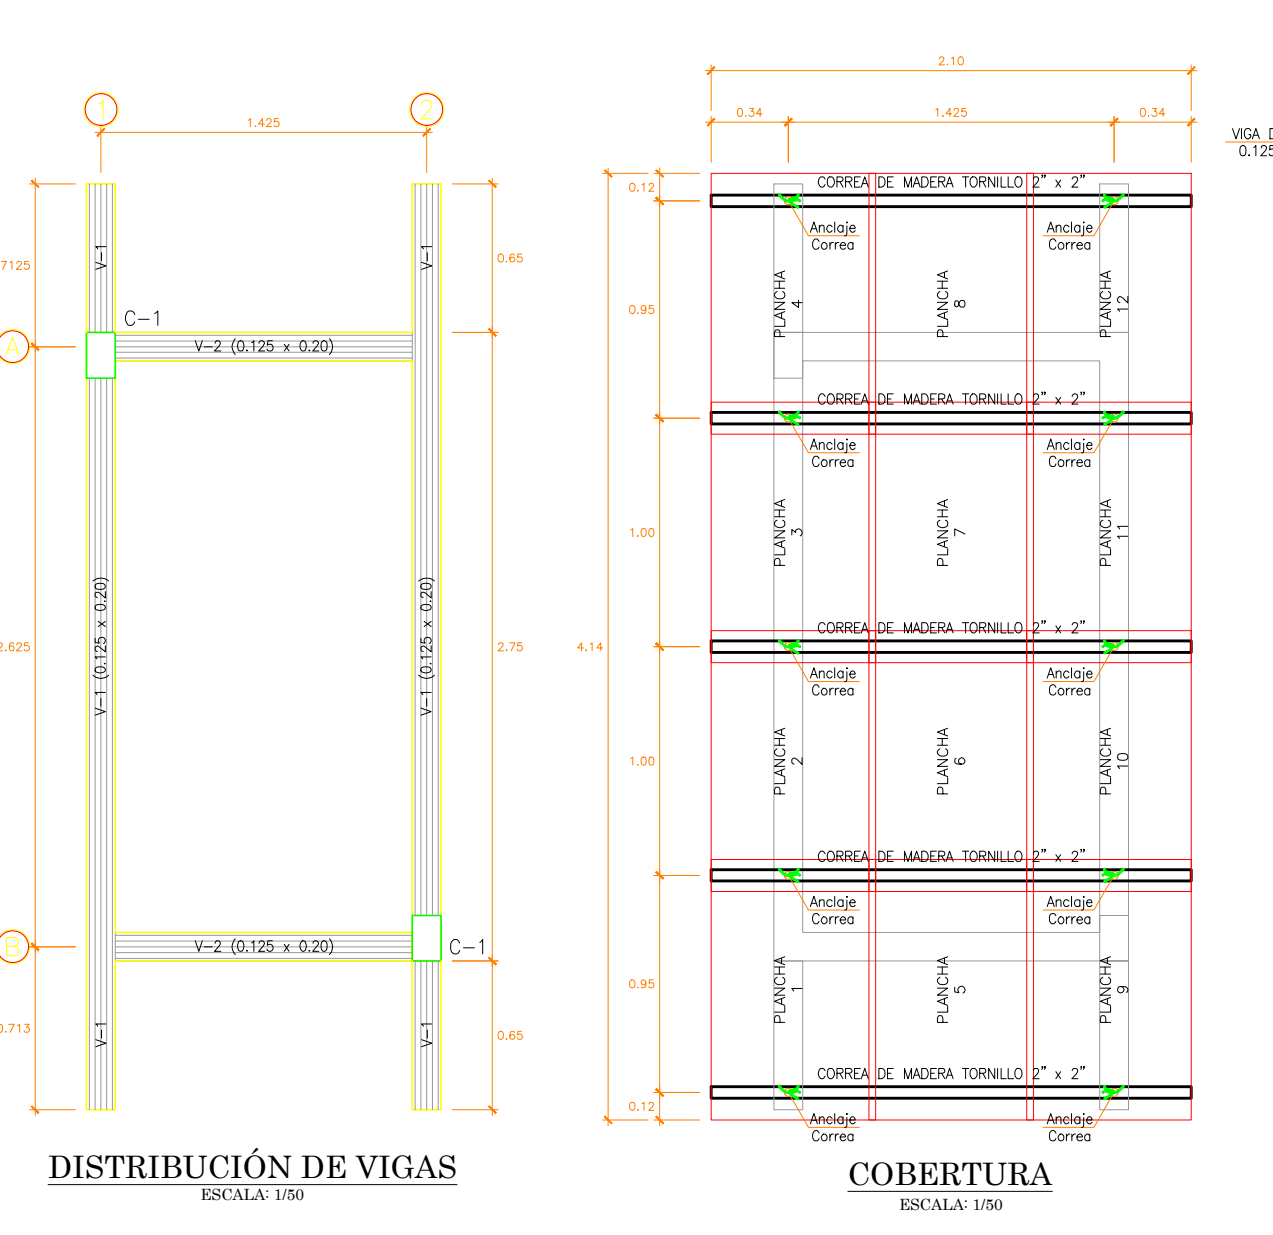 1
2
1.425
7125
V-1
V-1
0.65
C-1
A
V-2 (0.125 x 0.20)
2.625
V-1 (0.125 x 0.20)
V-1 (0.125 x 0.20)
2.75
B
V-2 (0.125 x 0.20)
C-1
0.713
V-1
V-1
0.65
DISTRIBUCIÓN DE VIGAS
ESCALA: 1/50
2.10
0.34
1.425
0.34
VIGA D
0.125
0.12
CORREA DE MADERA TORNILLO 2" x 2"
Anclaje
Correa
Anclaje
Correa
0.95
PLANCHA
4
PLANCHA
8
PLANCHA
12
CORREA DE MADERA TORNILLO 2" x 2"
Anclaje
Correa
Anclaje
Correa
1.00
PLANCHA
3
PLANCHA
7
PLANCHA
11
4.14
CORREA DE MADERA TORNILLO 2" x 2"
Anclaje
Correa
Anclaje
Correa
1.00
PLANCHA
2
PLANCHA
6
PLANCHA
10
CORREA DE MADERA TORNILLO 2" x 2"
Anclaje
Correa
Anclaje
Correa
0.95
PLANCHA
1
PLANCHA
5
PLANCHA
9
CORREA DE MADERA TORNILLO 2" x 2"
0.12
Anclaje
Correa
Anclaje
Correa
COBERTURA
ESCALA: 1/50